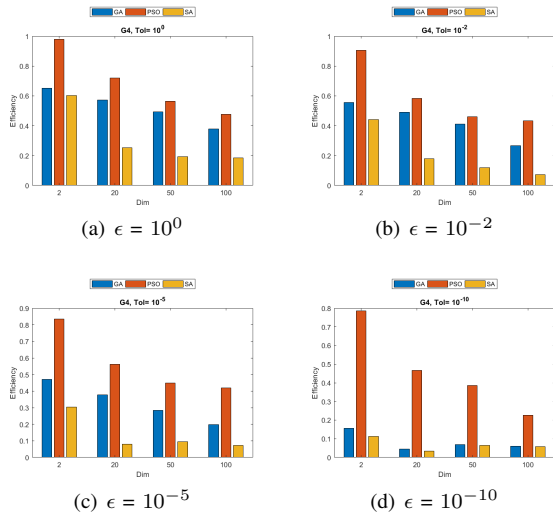 GA PSO SA
G4, Tol= 10^0
Efficiency
1
0.8
0.6
0.4
0.2
0
2 20 50 100
Dim
(a) ϵ = 10^0
GA PSO SA
G4, Tol= 10^-2
Efficiency
1
0.8
0.6
0.4
0.2
0
2 20 50 100
Dim
(b) ϵ = 10^−2
GA PSO SA
G4, Tol= 10^-5
Efficiency
0.9
0.8
0.7
0.6
0.5
0.4
0.3
0.2
0.1
0
2 20 50 100
Dim
(c) ϵ = 10^−5
GA PSO SA
G4, Tol= 10^-10
Efficiency
0.8
0.7
0.6
0.5
0.4
0.3
0.2
0.1
0
2 20 50 100
Dim
(d) ϵ = 10^−10